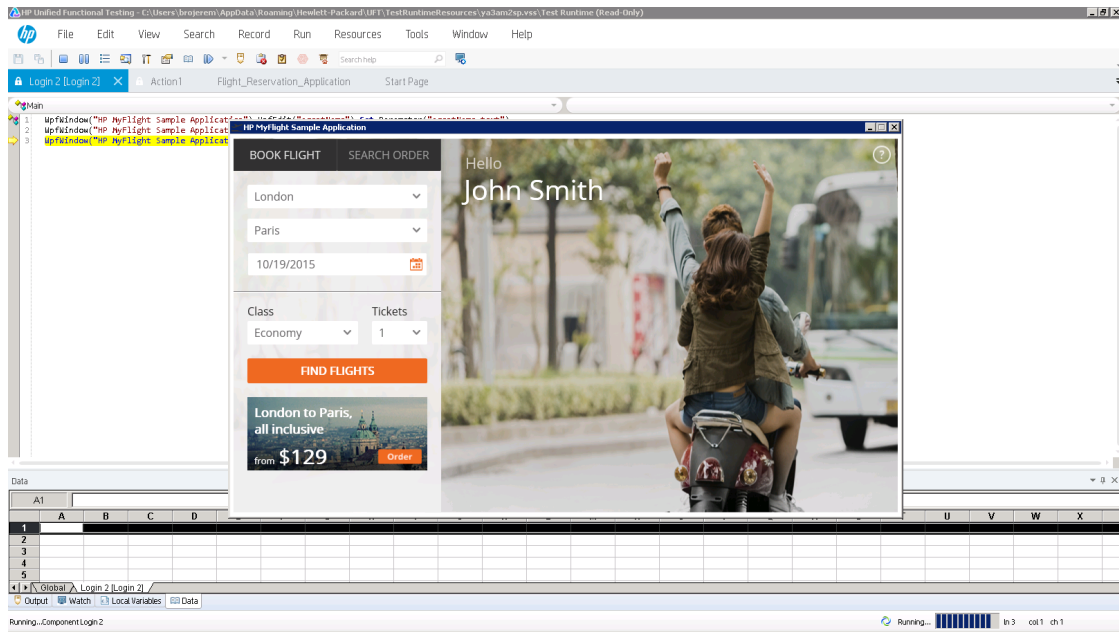 HP Unified Functional Testing - C:\Users\brojerem\AppData\Roaming\Hewlett-Packard\UFT\TestRuntimeResources\ya3am2sp.vss\Test Runtime (Read-Only)
hp File Edit View Search Record Run Resources Tools Window Help
Search help
Login 2 [Login 2] Action1 Flight_Reservation_Application Start Page
Main
1 WpfWindow("HP MyFlight Sample Application").WpfEdit("agentName").Set Parameter("agentName_text")
2 WpfWindow("HP MyFlight Sample Applicat
3 WpfWindow("HP MyFlight Sample Applicat
HP MyFlight Sample Application
BOOK FLIGHT SEARCH ORDER
London
Paris
10/19/2015
Class Tickets
Economy 1
FIND FLIGHTS
London to Paris,
all inclusive
from $129 Order
Hello
John Smith
?
Data
A1
A B C D U V W X
1
2
3
4
5
Global Login 2 [Login 2]
Output Watch Local Variables Data
Running...Component Login 2 Running... ln 3 col 1 ch 1